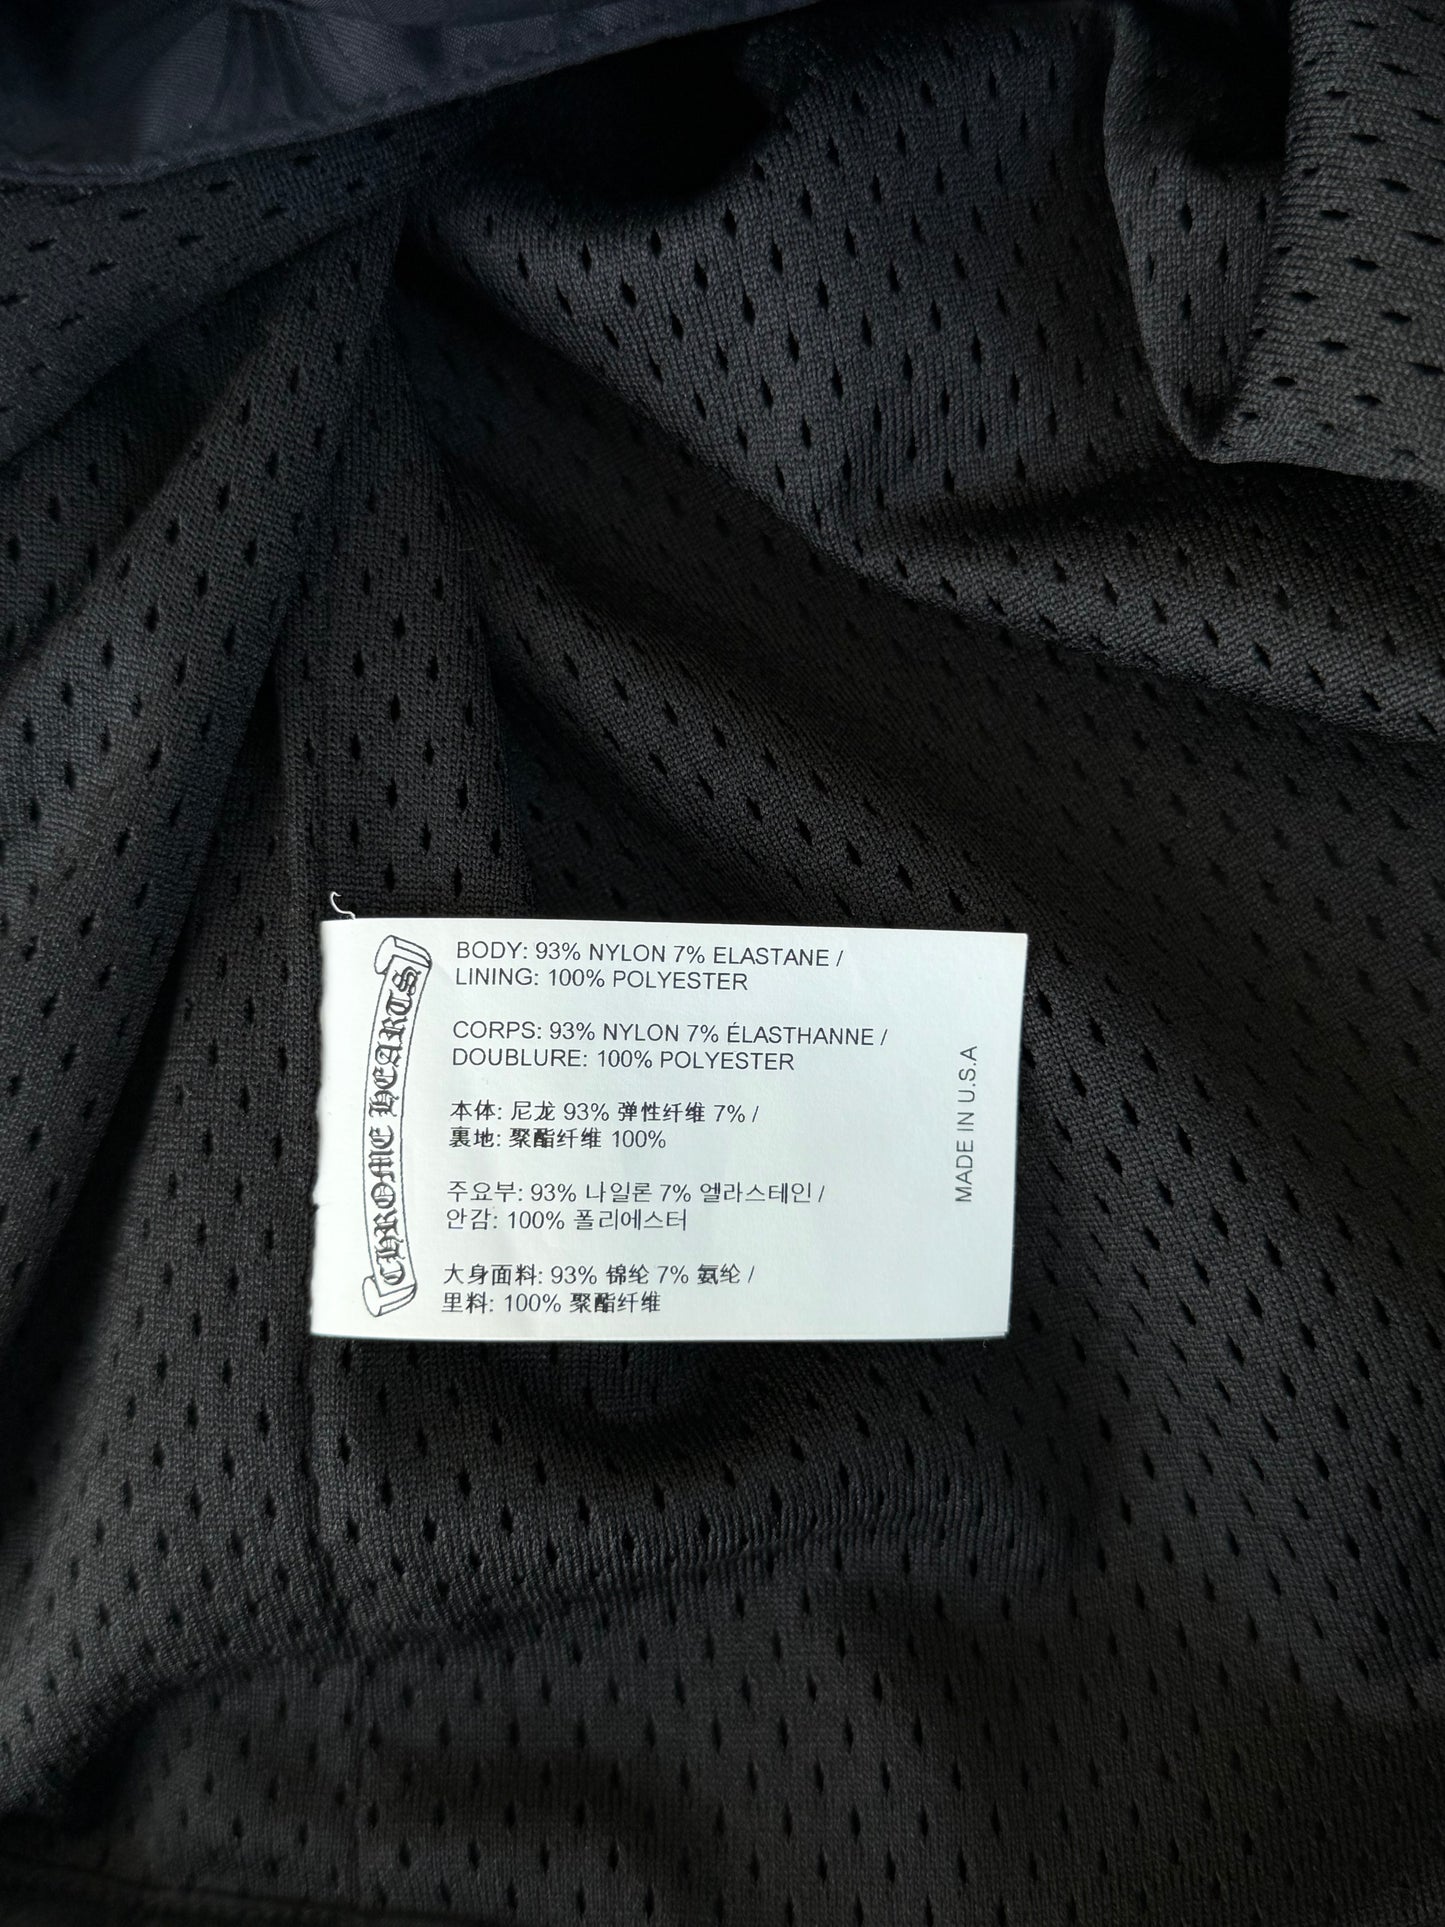 CHROME HEARTS
BODY: 93% NYLON 7% ELASTANE /
LINING: 100% POLYESTER
CORPS: 93% NYLON 7% ÉLASTHANNE /
DOUBLURE: 100% POLYESTER
本体: 尼龙 93% 弹性纤维 7% /
裏地: 聚酯纤维 100%
주요부: 93% 나일론 7% 엘라스테인 /
안감: 100% 폴리에스터
大身面料: 93% 锦纶 7% 氨纶 /
里料: 100% 聚酯纤维
MADE IN U.S.A